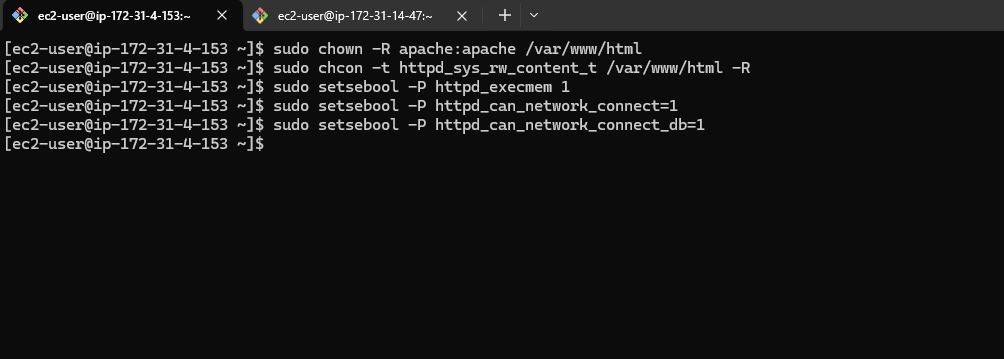 ec2-user@ip-172-31-4-153:~
ec2-user@ip-172-31-14-47:~
[ec2-user@ip-172-31-4-153 ~]$ sudo chown -R apache:apache /var/www/html
[ec2-user@ip-172-31-4-153 ~]$ sudo chcon -t httpd_sys_rw_content_t /var/www/html -R
[ec2-user@ip-172-31-4-153 ~]$ sudo setsebool -P httpd_execmem 1
[ec2-user@ip-172-31-4-153 ~]$ sudo setsebool -P httpd_can_network_connect=1
[ec2-user@ip-172-31-4-153 ~]$ sudo setsebool -P httpd_can_network_connect_db=1
[ec2-user@ip-172-31-4-153 ~]$